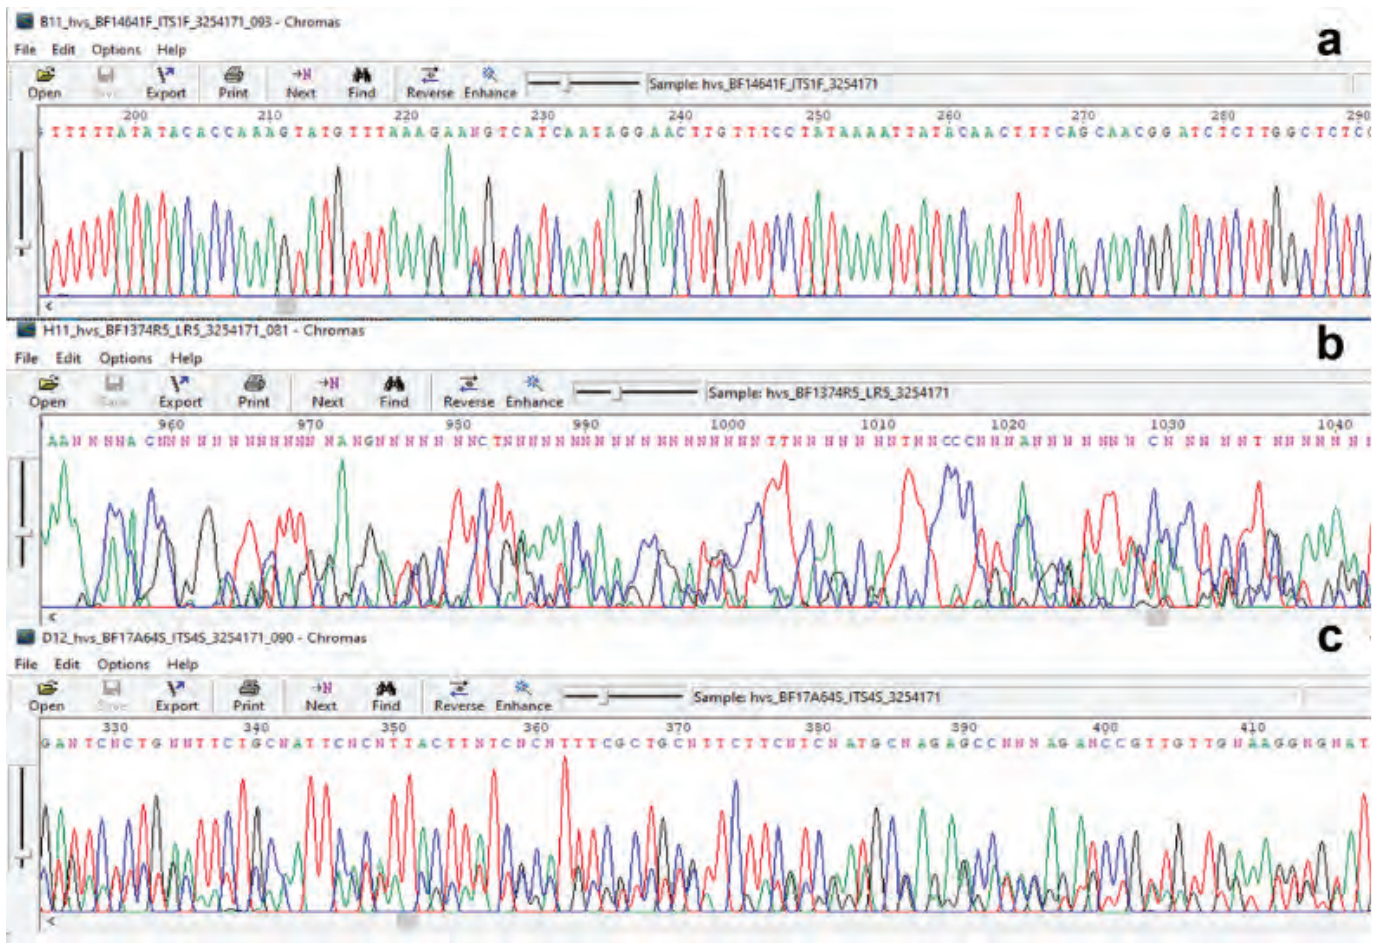 B11_hvs_BF14641F_ITS1F_3254171_093 - Chromas
a
File Edit Options Help
Open Save Export Print Next Find Reverse Enhance Sample: hvs_BF14641F_ITS1F_3254171
200 210 220 230 240 250 260 270 280 290
TTTTTATATACACCAAAGTATGTTTAAAGAANGTCATCAATAGGAACTTGTTTCCTATAAAATTATACAACTTTCAGCAACGGATCTCTTGGCTCTC
H11_hvs_BF1374R5_LR5_3254171_081 - Chromas
b
File Edit Options Help
Open Save Export Print Next Find Reverse Enhance Sample: hvs_BF1374R5_LR5_3254171
960 970 980 990 1000 1010 1020 1030 1040
D12_hvs_BF17A64S_ITS4S_3254171_090 - Chromas
c
File Edit Options Help
Open Save Export Print Next Find Reverse Enhance Sample: hvs_BF17A64S_ITS4S_3254171
330 340 350 360 370 380 390 400 410
GANTCNCTGNNTTCTGCNATTCNCNTTACTTNTCNCNTTTCGCTGCNTTCTTCNTCNATGCNAGAGCCNNNAGANCCGTTGTTGNAAGGNGNAT